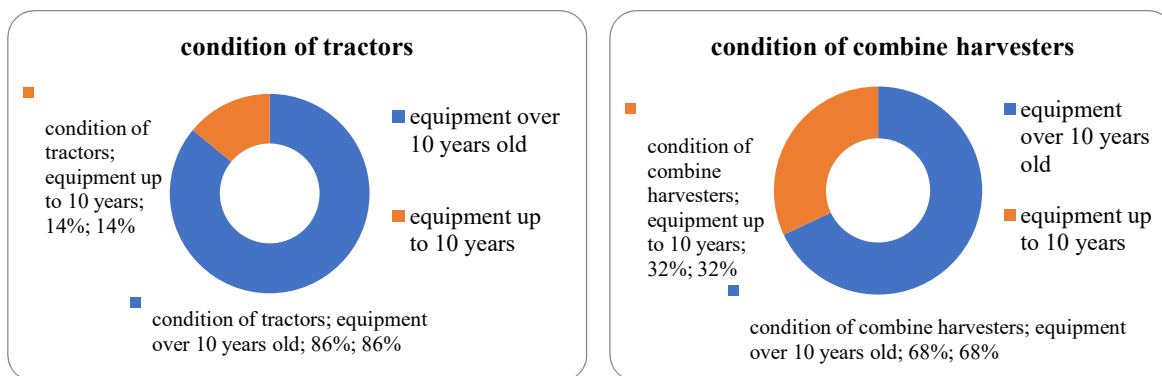 condition of tractors
condition of
tractors;
equipment up
to 10 years;
14%; 14%
equipment over
10 years old
equipment up
to 10 years
condition of tractors; equipment
over 10 years old; 86%; 86%
condition of combine harvesters
condition of
combine
harvesters;
equipment up
to 10 years;
32%; 32%
equipment
over 10 years
old
equipment up
to 10 years
condition of combine harvesters; equipment
over 10 years old; 68%; 68%